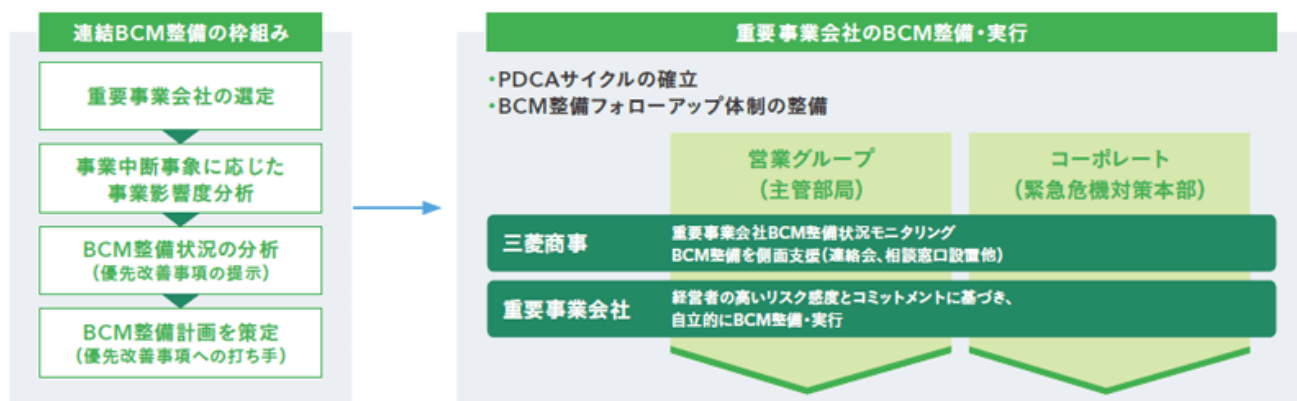 連結BCM整備の枠組み
重要事業会社の選定
事業中断事象に応じた
事業影響度分析
BCM整備状況の分析
(優先改善事項の提示)
BCM整備計画を策定
(優先改善事項への打ち手)
重要事業会社のBCM整備・実行
・PDCAサイクルの確立
・BCM整備フォローアップ体制の整備
営業グループ
(主管部局)
コーポレート
(緊急危機対策本部)
三菱商事
重要事業会社BCM整備状況モニタリング
BCM整備を側面支援(連絡会、相談窓口設置他)
重要事業会社
経営者の高いリスク感度とコミットメントに基づき、
自立的にBCM整備・実行